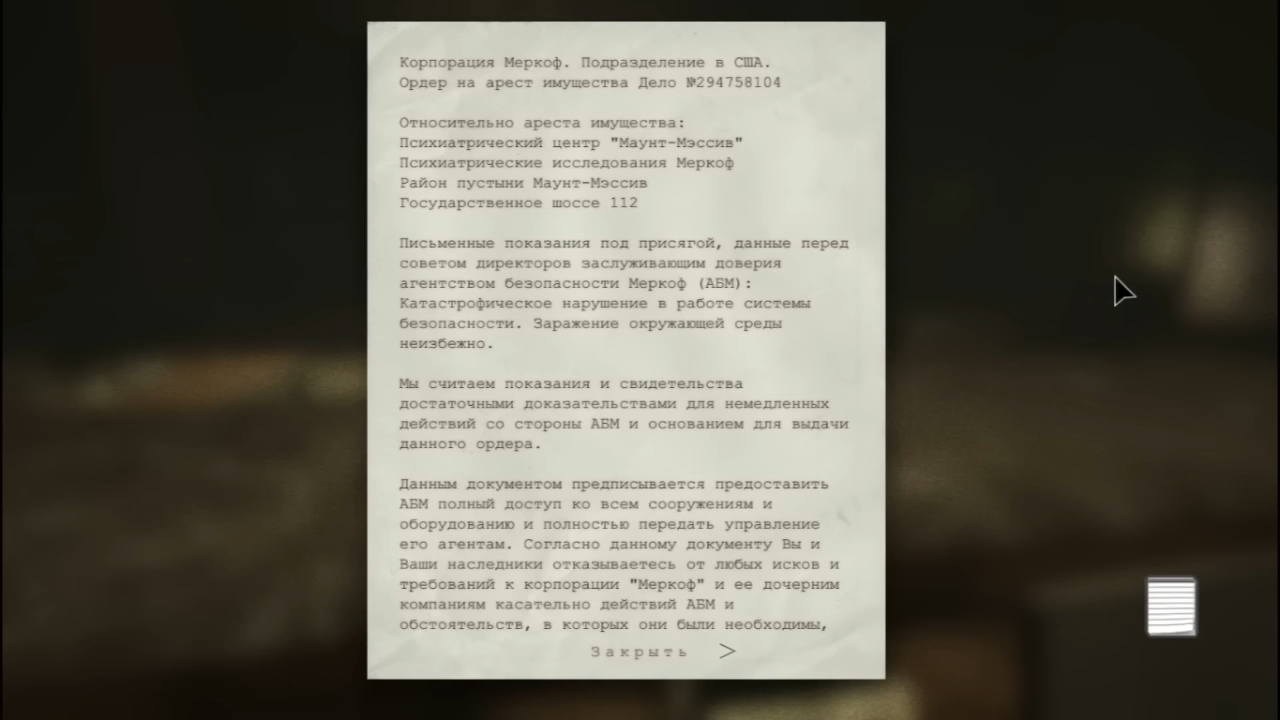 Корпорация Меркоф. Подразделение в США.
Ордер на арест имущества Дело №294758104
Относительно ареста имущества:
Психиатрический центр "Маунт-Мэссив"
Психиатрические исследования Меркоф
Район пустыни Маунт-Мэссив
Государственное шоссе 112
Письменные показания под присягой, данные перед
советом директоров заслуживающим доверия
агентством безопасности Меркоф (АБМ):
Катастрофическое нарушение в работе системы
безопасности. Заражение окружающей среды
неизбежно.
Мы считаем показания и свидетельства
достаточными доказательствами для немедленных
действий со стороны АБМ и основанием для выдачи
данного ордера.
Данным документом предписывается предоставить
АБМ полный доступ ко всем сооружениям и
оборудованию и полностью передать управление
его агентам. Согласно данному документу Вы и
Ваши наследники отказываетесь от любых исков и
требований к корпорации "Меркоф" и ее дочерним
компаниям касательно действий АБМ и
обстоятельств, в которых они были необходимы,
Закрыть >